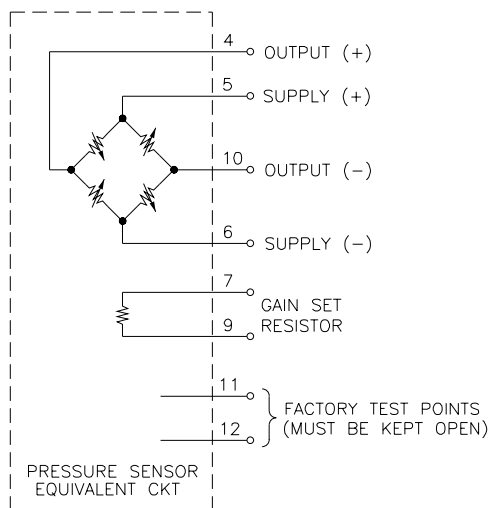 4 OUTPUT (+)
5 SUPPLY (+)
10 OUTPUT (-)
6 SUPPLY (-)
7
GAIN SET
RESISTOR
9
11
FACTORY TEST POINTS
(MUST BE KEPT OPEN)
12
PRESSURE SENSOR
EQUIVALENT CKT